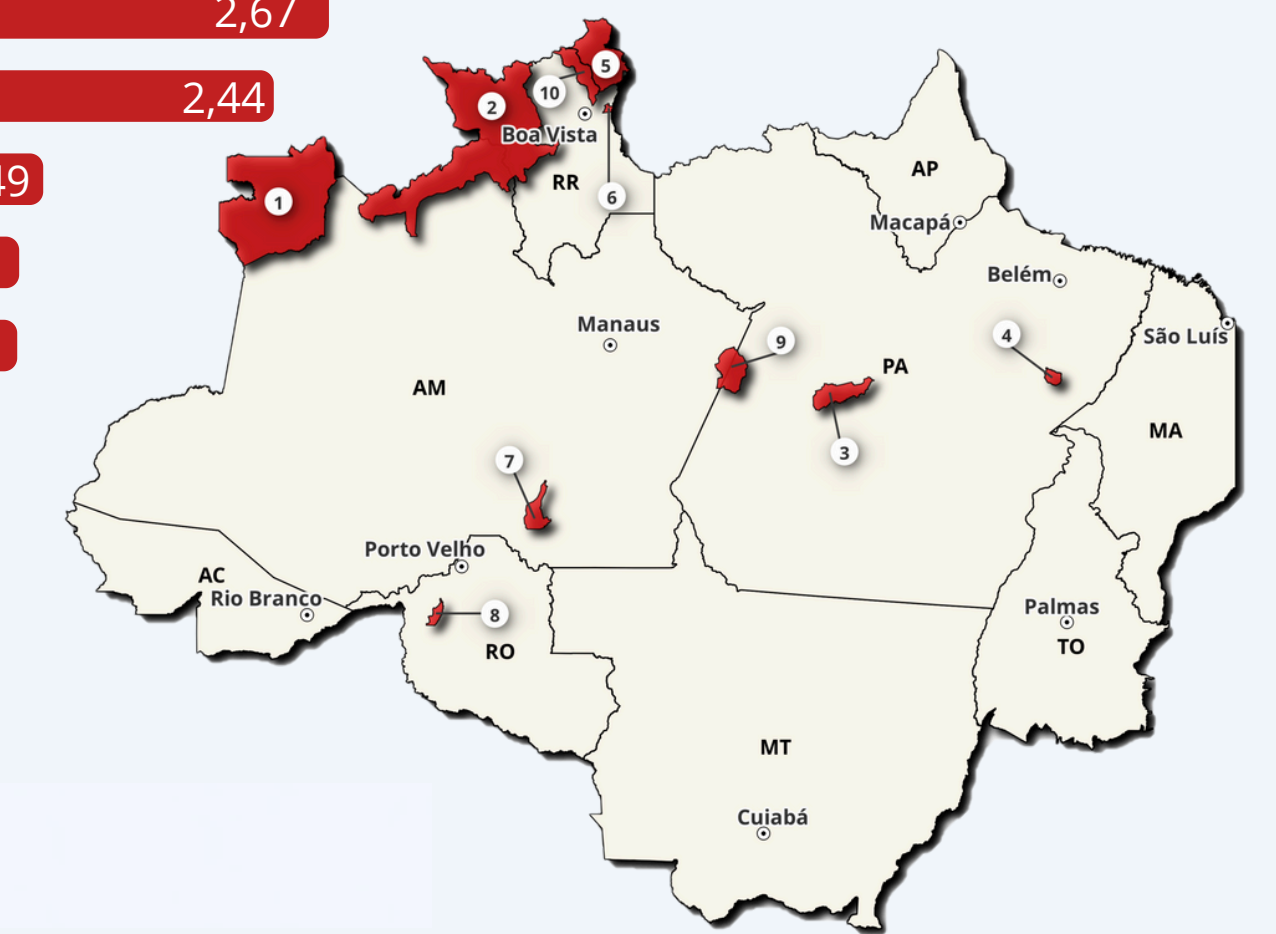 2,67
2,44
49
5
10
2
Boa Vista
RR
6
1
AP
Macapá
Belém
São Luís
Manaus
9
4
PA
AM
3
MA
7
Porto Velho
AC
Rio Branco
8
RO
Palmas
TO
MT
Cuiabá